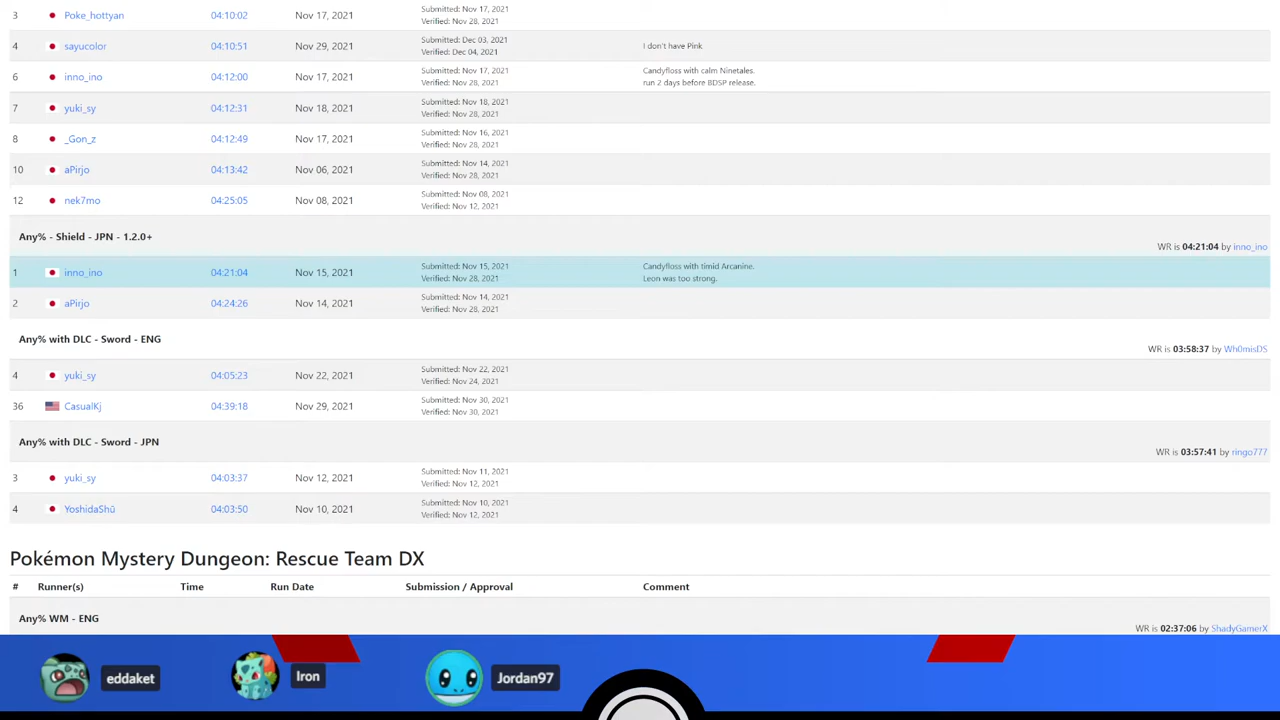 3 Poke_hottyan 04:10:02 Nov 17, 2021 Submitted: Nov 17, 2021
Verified: Nov 28, 2021
4 sayucolor 04:10:51 Nov 29, 2021 Submitted: Dec 03, 2021 I don't have Pink
Verified: Dec 04, 2021
6 inno_ino 04:12:00 Nov 17, 2021 Submitted: Nov 17, 2021 Candyfloss with calm Ninetales.
Verified: Nov 28, 2021 run 2 days before BDSP release.
7 yuki_sy 04:12:31 Nov 18, 2021 Submitted: Nov 18, 2021
Verified: Nov 28, 2021
8 _Gon_z 04:12:49 Nov 17, 2021 Submitted: Nov 16, 2021
Verified: Nov 28, 2021
10 aPirjo 04:13:42 Nov 06, 2021 Submitted: Nov 14, 2021
Verified: Nov 28, 2021
12 nek7mo 04:25:05 Nov 08, 2021 Submitted: Nov 08, 2021
Verified: Nov 12, 2021
Any% - Shield - JPN - 1.2.0+
WR is 04:21:04 by inno_ino
1 inno_ino 04:21:04 Nov 15, 2021 Submitted: Nov 15, 2021 Candyfloss with timid Arcanine.
Verified: Nov 28, 2021 Leon was too strong.
2 aPirjo 04:24:26 Nov 14, 2021 Submitted: Nov 14, 2021
Verified: Nov 28, 2021
Any% with DLC - Sword - ENG
WR is 03:58:37 by Wh0misDS
4 yuki_sy 04:05:23 Nov 22, 2021 Submitted: Nov 22, 2021
Verified: Nov 24, 2021
36 CasualKj 04:39:18 Nov 29, 2021 Submitted: Nov 30, 2021
Verified: Nov 30, 2021
Any% with DLC - Sword - JPN
WR is 03:57:41 by ringo777
3 yuki_sy 04:03:37 Nov 12, 2021 Submitted: Nov 11, 2021
Verified: Nov 12, 2021
4 YoshidaShū 04:03:50 Nov 10, 2021 Submitted: Nov 10, 2021
Verified: Nov 12, 2021
Pokémon Mystery Dungeon: Rescue Team DX
# Runner(s) Time Run Date Submission / Approval Comment
Any% WM - ENG
WR is 02:37:06 by ShadyGamerX
eddaket Iron Jordan97